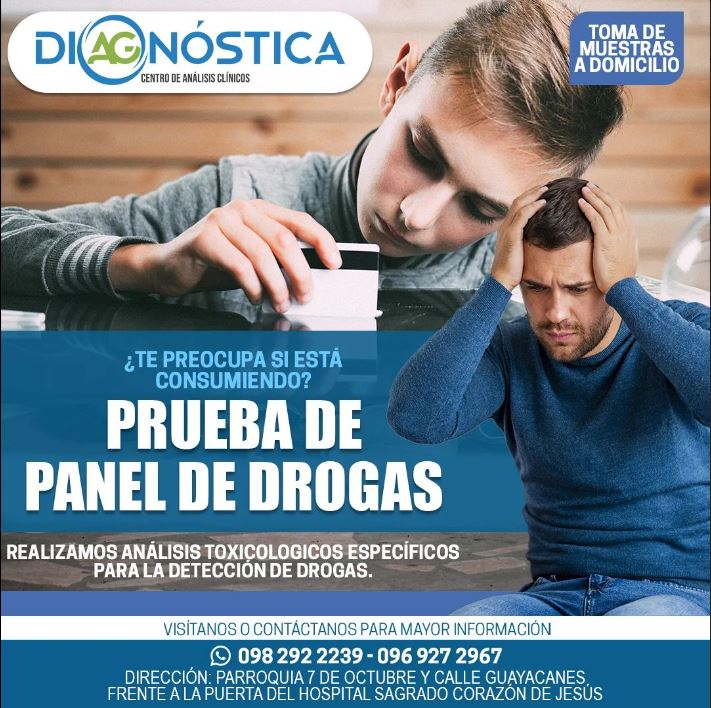 DIAGNÓSTICA
CENTRO DE ANÁLISIS CLÍNICOS
TOMA DE
MUESTRAS
A DOMICILIO
¿TE PREOCUPA SI ESTÁ
CONSUMIENDO?
PRUEBA DE
PANEL DE DROGAS
REALIZAMOS ANÁLISIS TOXICOLOGICOS ESPECÍFICOS
PARA LA DETECCIÓN DE DROGAS.
VISÍTANOS O CONTÁCTANOS PARA MAYOR INFORMACIÓN
098 292 2239 - 096 927 2967
DIRECCIÓN: PARROQUIA 7 DE OCTUBRE Y CALLE GUAYACANES,
FRENTE A LA PUERTA DEL HOSPITAL SAGRADO CORAZÓN DE JESÚS